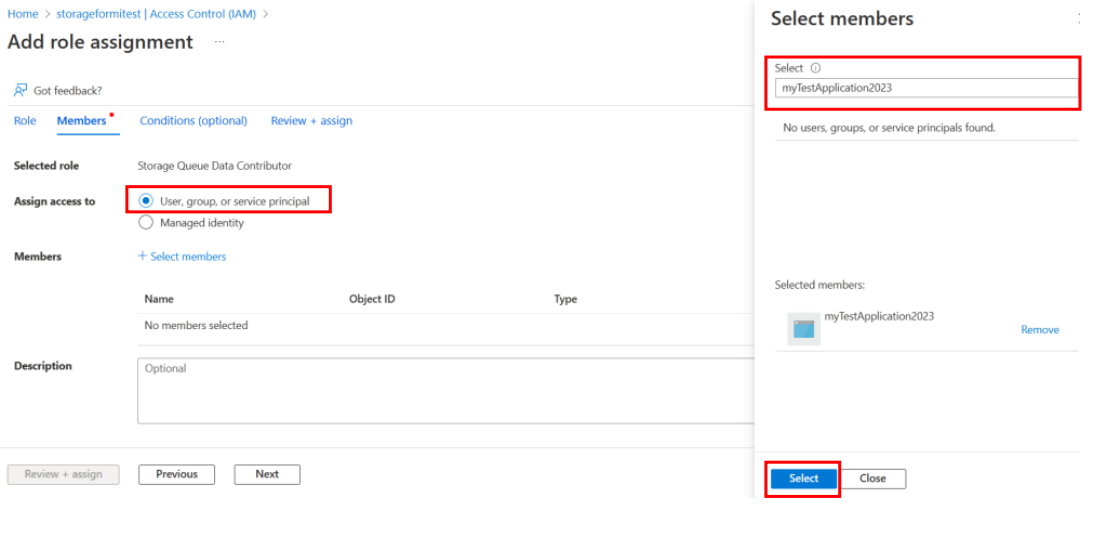 Home > storageformitest | Access Control (IAM) >
Add role assignment ...
Got feedback?
Role Members Conditions (optional) Review + assign
Selected role Storage Queue Data Contributor
Assign access to User, group, or service principal
Managed identity
Members + Select members
Name Object ID Type
No members selected
Description Optional
Review + assign Previous Next
Select members
Select
myTestApplication2023
No users, groups, or service principals found.
Selected members:
myTestApplication2023
Remove
Select Close